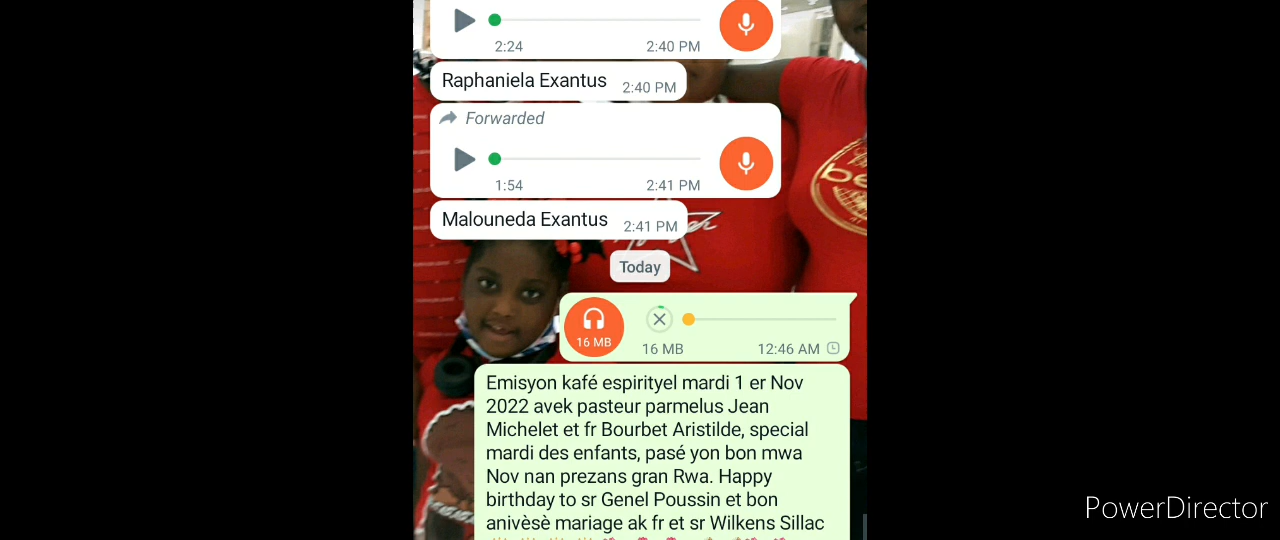 2:24 2:40 PM
Raphaniela Exantus 2:40 PM
Forwarded
1:54 2:41 PM
Malouneda Exantus 2:41 PM
Today
16 MB
16 MB 12:46 AM
Emisyon kafé espirityel mardi 1 er Nov
2022 avek pasteur parmelus Jean
Michelet et fr Bourbet Aristilde, special
mardi des enfants, pasé yon bon mwa
Nov nan prezans gran Rwa. Happy
birthday to sr Genel Poussin et bon
anivèsè mariage ak fr et sr Wilkens Sillac
be
PowerDirector